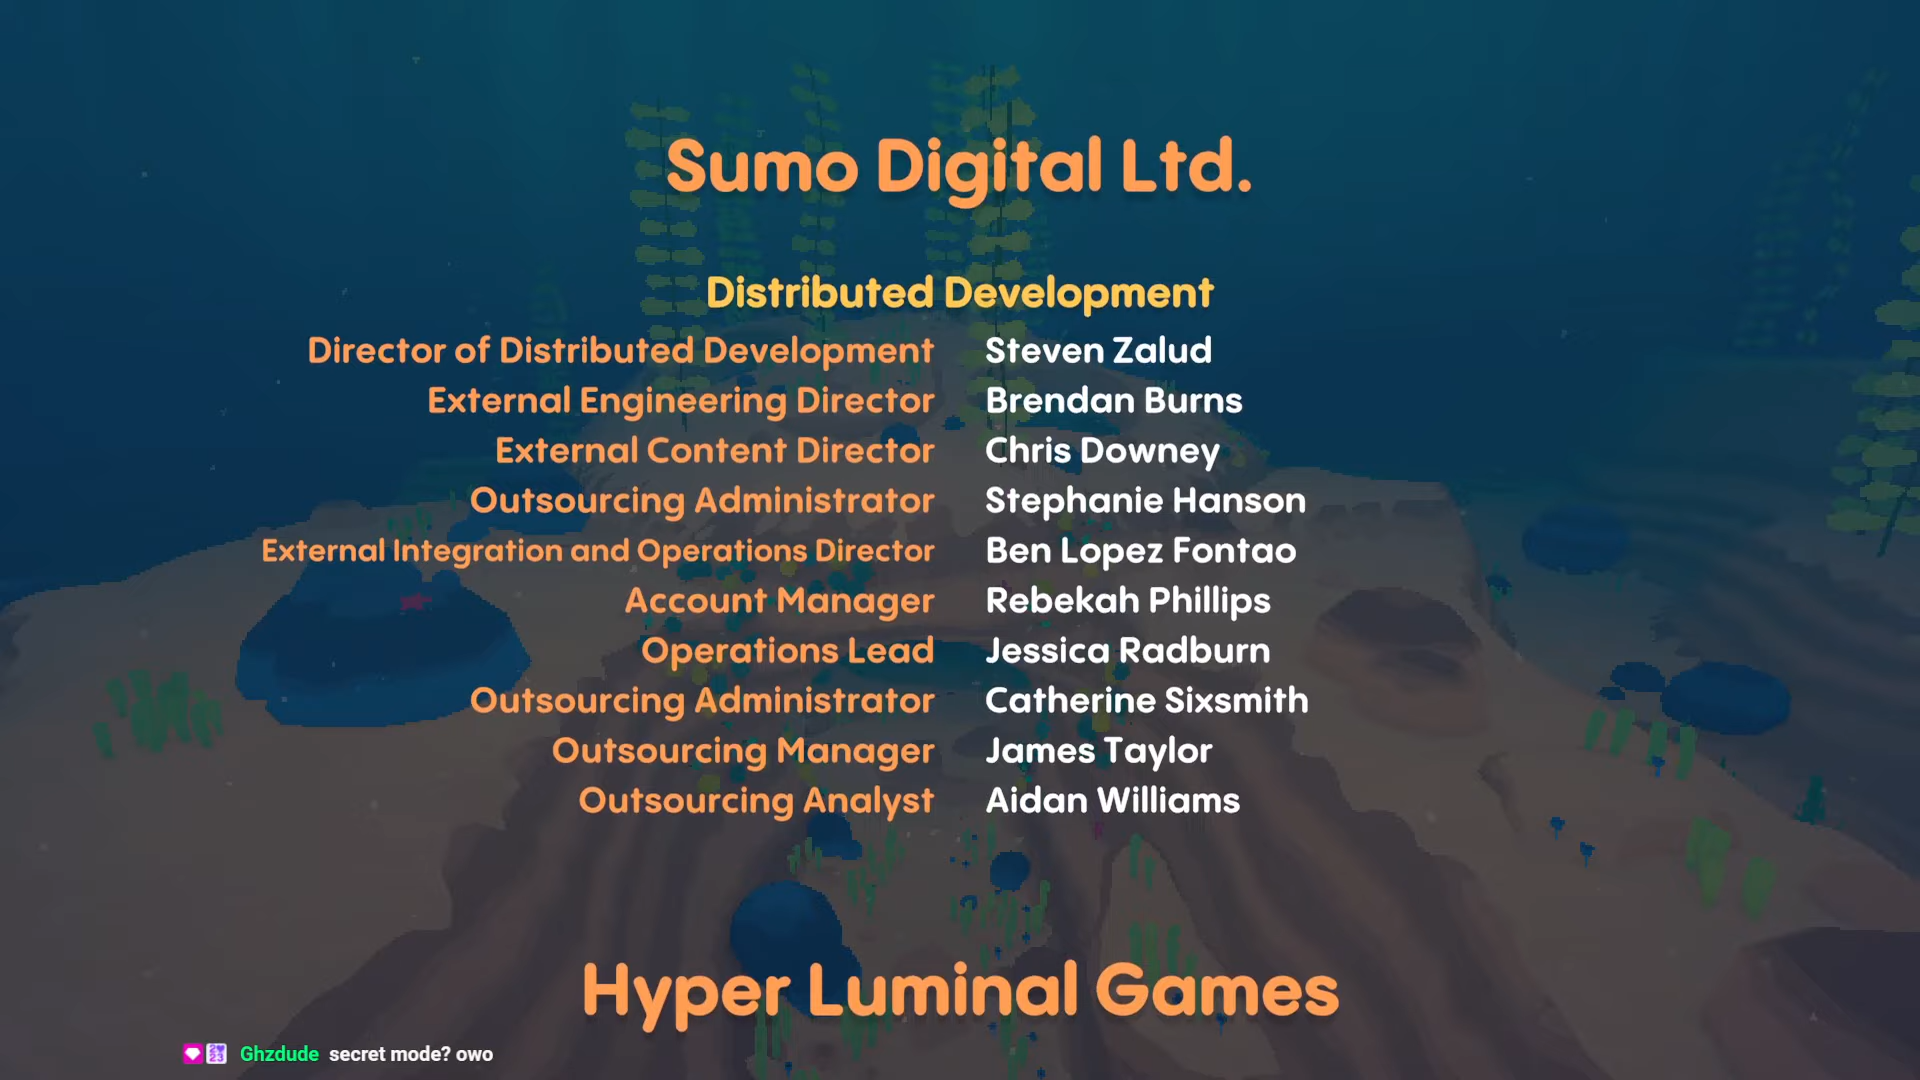 Sumo Digital Ltd.
Distributed Development
Director of Distributed Development Steven Zalud
External Engineering Director Brendan Burns
External Content Director Chris Downey
Outsourcing Administrator Stephanie Hanson
External Integration and Operations Director Ben Lopez Fontao
Account Manager Rebekah Phillips
Operations Lead Jessica Radburn
Outsourcing Administrator Catherine Sixsmith
Outsourcing Manager James Taylor
Outsourcing Analyst Aidan Williams
Hyper Luminal Games
Ghzdude secret mode? owo